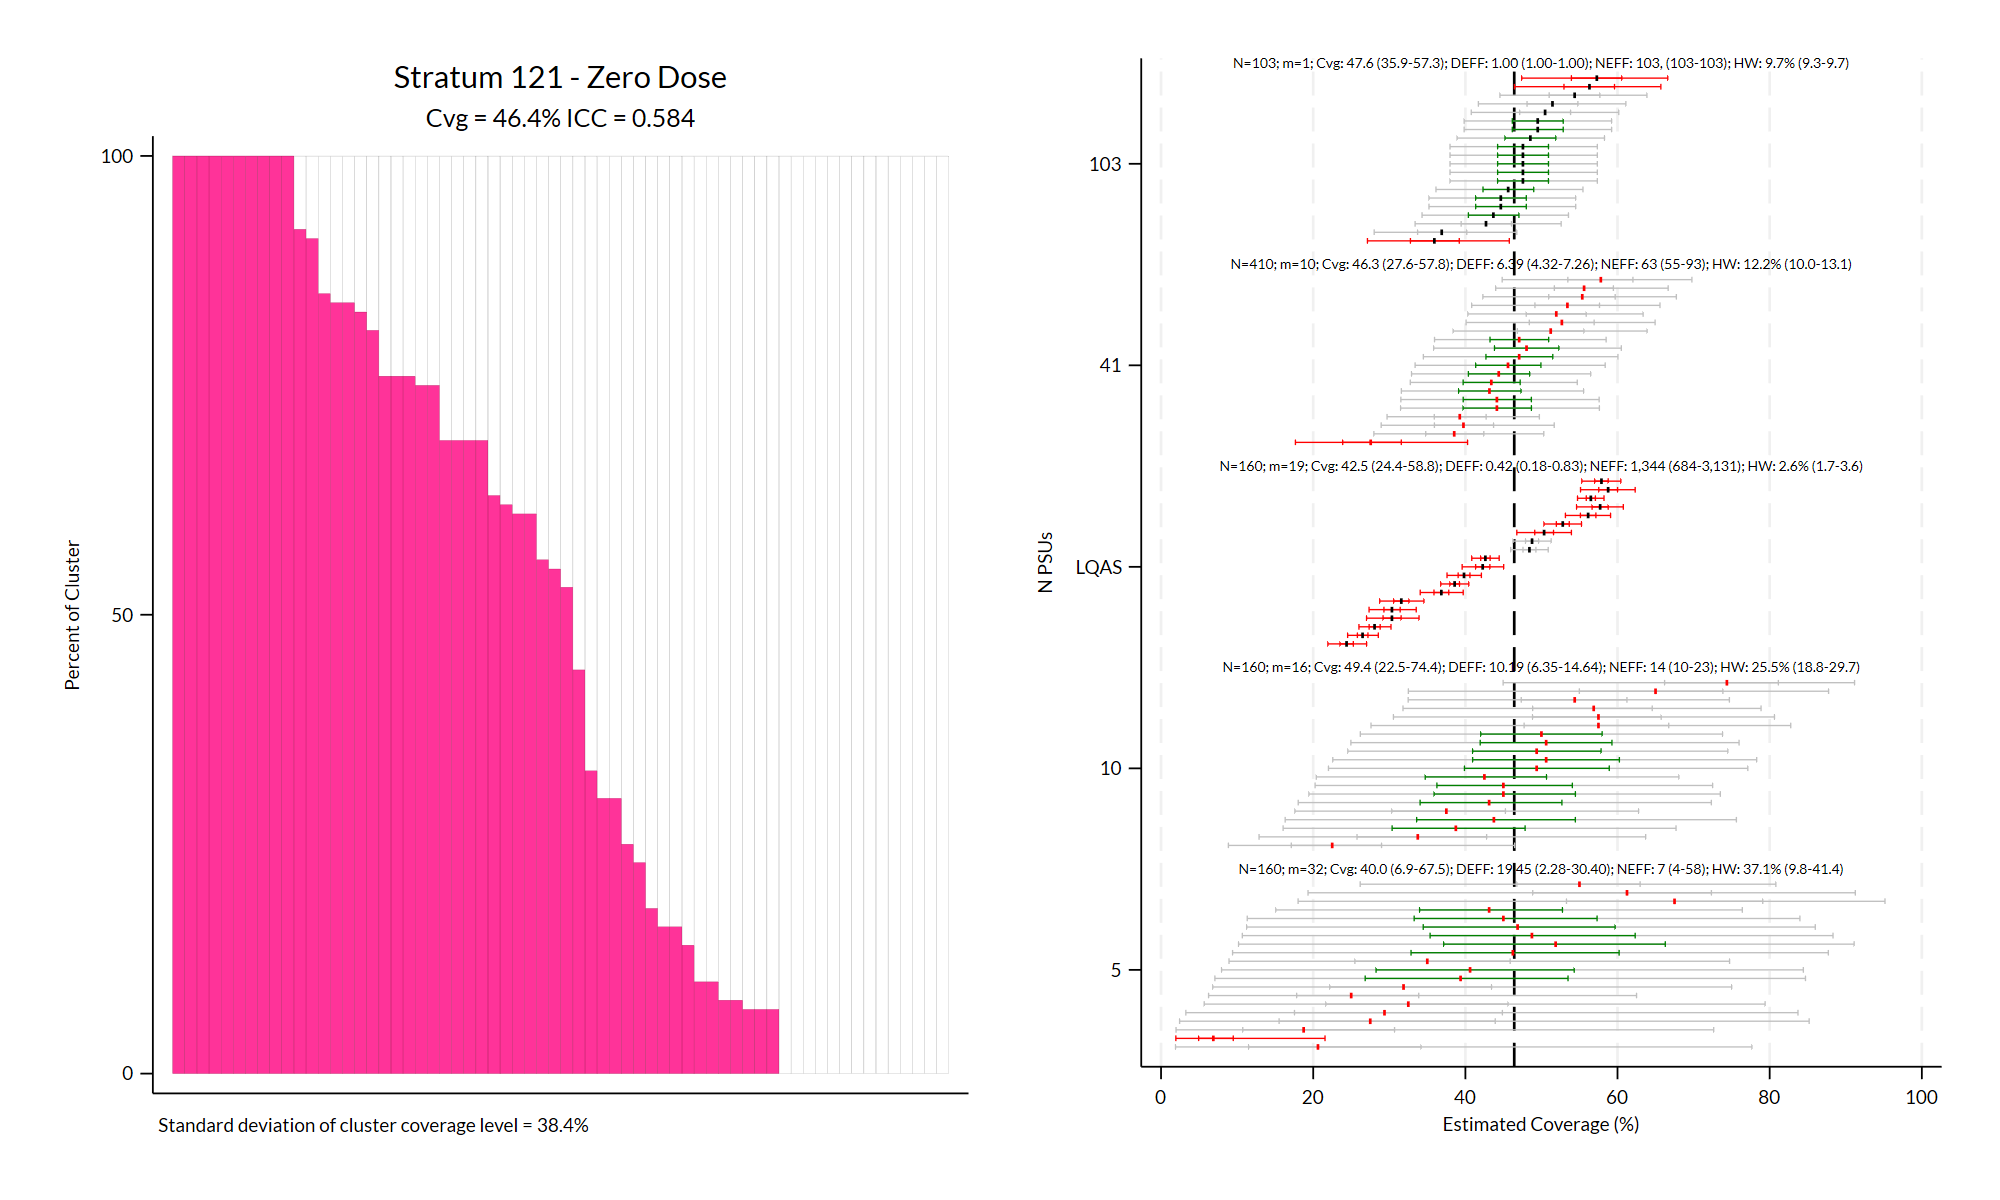 Stratum 121 - Zero Dose
Cvg = 46.4% ICC = 0.584
100
50
0
Percent of Cluster
Standard deviation of cluster coverage level = 38.4%
N=103; m=1; Cvg: 47.6 (35.9-57.3); DEFF: 1.00 (1.00-1.00); NEFF: 103, (103-103); HW: 9.7% (9.3-9.7)
103
N=410; m=10; Cvg: 46.3 (27.6-57.8); DEFF: 6.39 (4.32-7.26); NEFF: 63 (55-93); HW: 12.2% (10.0-13.1)
41
N=160; m=19; Cvg: 42.5 (24.4-58.8); DEFF: 0.42 (0.18-0.83); NEFF: 1,344 (684-3,131); HW: 2.6% (1.7-3.6)
LQAS
N=160; m=16; Cvg: 49.4 (22.5-74.4); DEFF: 10.19 (6.35-14.64); NEFF: 14 (10-23); HW: 25.5% (18.8-29.7)
10
N=160; m=32; Cvg: 40.0 (6.9-67.5); DEFF: 19.45 (2.28-30.40); NEFF: 7 (4-58); HW: 37.1% (9.8-41.4)
5
N PSUs
0 20 40 60 80 100
Estimated Coverage (%)